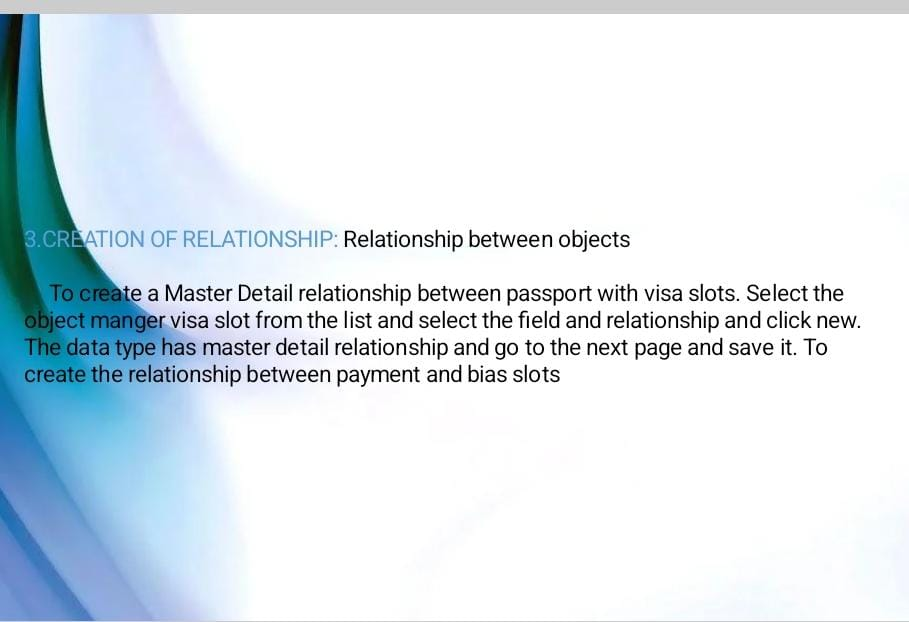 3.CREATION OF RELATIONSHIP: Relationship between objects
To create a Master Detail relationship between passport with visa slots. Select the
object manger visa slot from the list and select the field and relationship and click new.
The data type has master detail relationship and go to the next page and save it. To
create the relationship between payment and bias slots